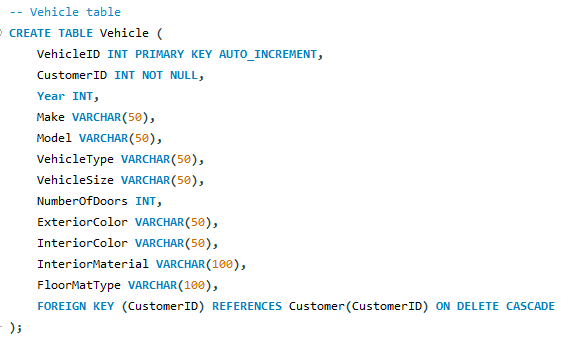 -- Vehicle table
CREATE TABLE Vehicle (
VehicleID INT PRIMARY KEY AUTO_INCREMENT,
CustomerID INT NOT NULL,
Year INT,
Make VARCHAR(50),
Model VARCHAR(50),
VehicleType VARCHAR(50),
VehicleSize VARCHAR(50),
NumberOfDoors INT,
ExteriorColor VARCHAR(50),
InteriorColor VARCHAR(50),
InteriorMaterial VARCHAR(100),
FloorMatType VARCHAR(100),
FOREIGN KEY (CustomerID) REFERENCES Customer(CustomerID) ON DELETE CASCADE
);